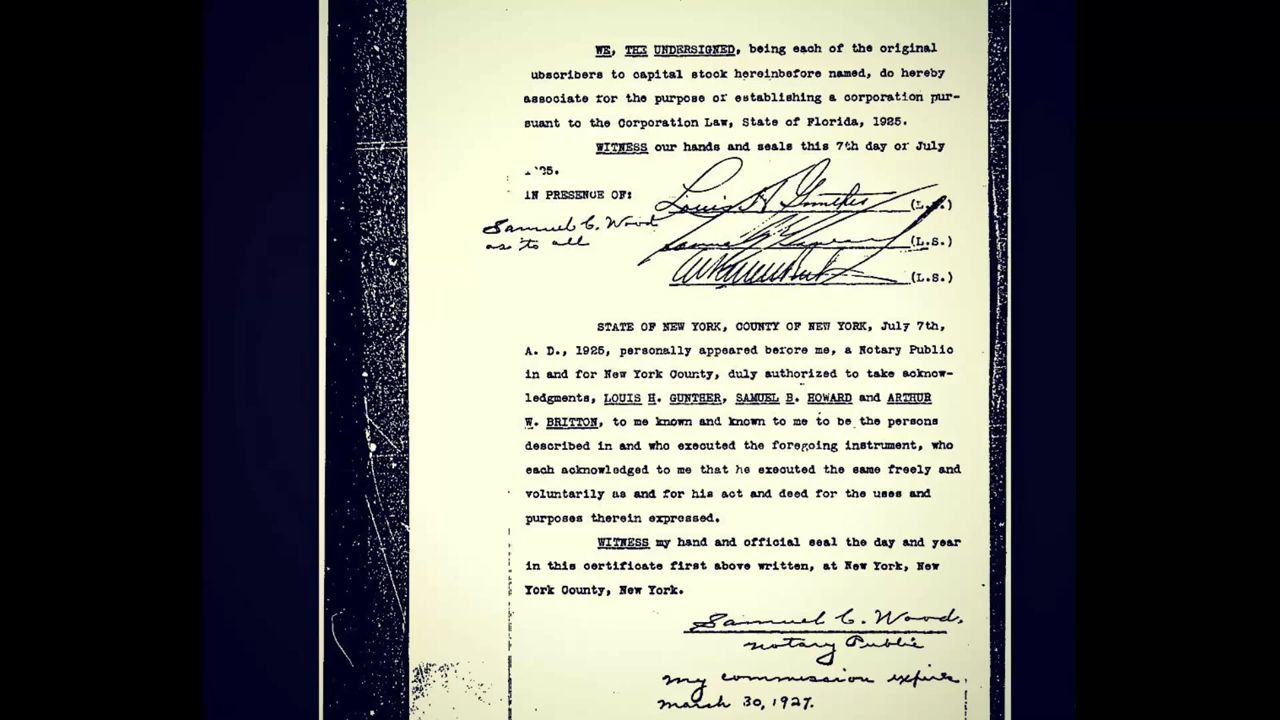 WE, THE UNDERSIGNED, being each of the original
ubscribers to capital stock hereinbefore named, do hereby
associate for the purpose of establishing a corporation pur-
suant to the Corporation Law, State of Florida, 1925.
WITNESS our hands and seals this 7th day of July
IN PRESENCE OF:
Louis H. Gunther (L.S.)
Samuel C. Wood
as to all
(L.S.)
(L.S.)
STATE OF NEW YORK, COUNTY OF NEW YORK, July 7th,
A. D., 1925, personally appeared before me, a Notary Public
in and for New York County, duly authorized to take acknow-
ledgments, LOUIS H. GUNTHER, SAMUEL B. HOWARD and ARTHUR
W. BRITTON, to me known and known to me to be the persons
described in and who executed the foregoing instrument, who
each acknowledged to me that he executed the same freely and
voluntarily as and for his act and deed for the uses and
purposes therein expressed.
WITNESS my hand and official seal the day and year
in this certificate first above written, at New York, New
York County, New York.
Samuel C. Wood.
Notary Public
My commission expires
March 30, 1927.